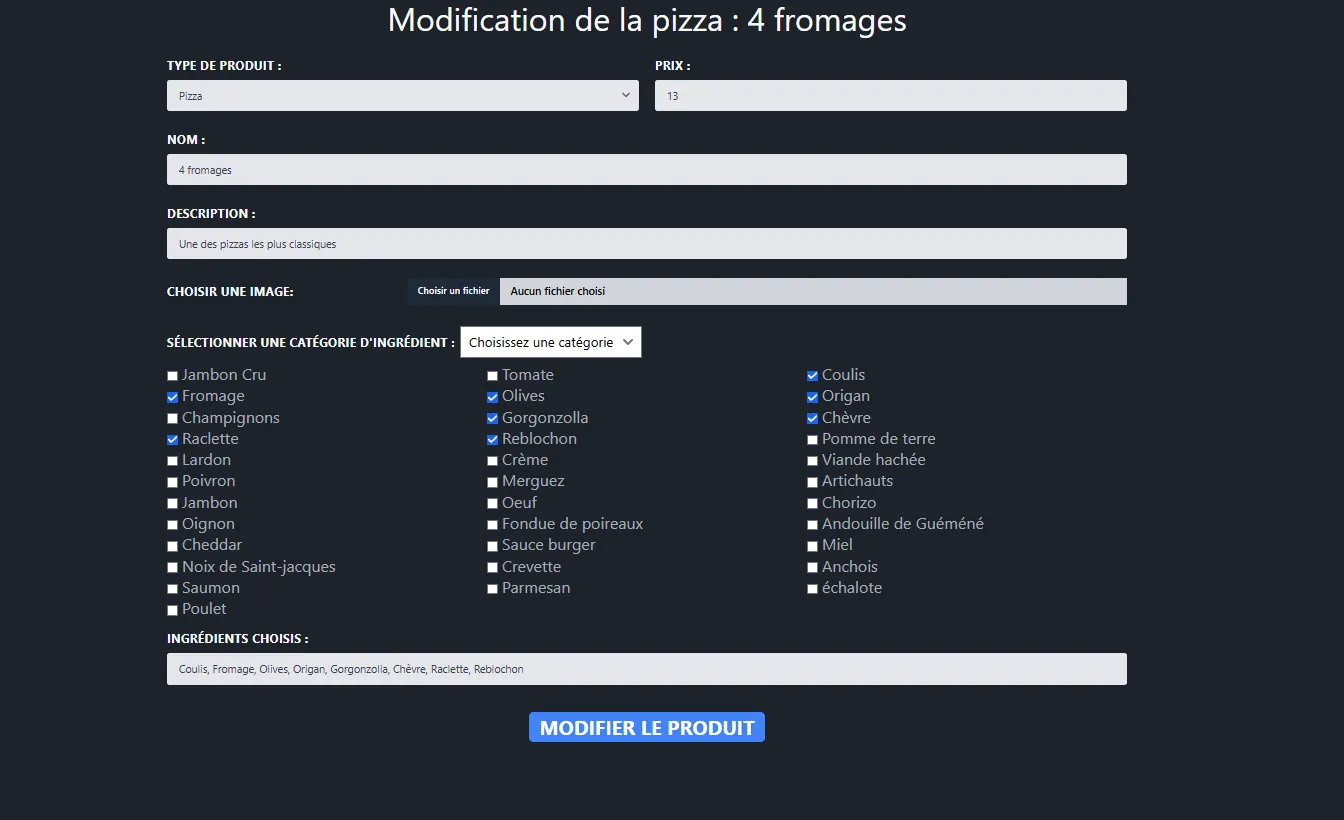 Modification de la pizza : 4 fromages
TYPE DE PRODUIT : PRIX :
Pizza 13
NOM :
4 fromages
DESCRIPTION :
Une des pizzas les plus classiques
CHOISIR UNE IMAGE: Choisir un fichier Aucun fichier choisi
SÉLECTIONNER UNE CATÉGORIE D'INGRÉDIENT : Choisissez une catégorie
Jambon Cru Tomate Coulis
Fromage Olives Origan
Champignons Gorgonzolla Chèvre
Raclette Reblochon Pomme de terre
Lardon Crème Viande hachée
Poivron Merguez Artichauts
Jambon Oeuf Chorizo
Oignon Fondue de poireaux Andouille de Guéméné
Cheddar Sauce burger Miel
Noix de Saint-jacques Crevette Anchois
Saumon Parmesan échalote
Poulet
INGRÉDIENTS CHOISIS :
Coulis, Fromage, Olives, Origan, Gorgonzolla, Chèvre, Raclette, Reblochon
MODIFIER LE PRODUIT